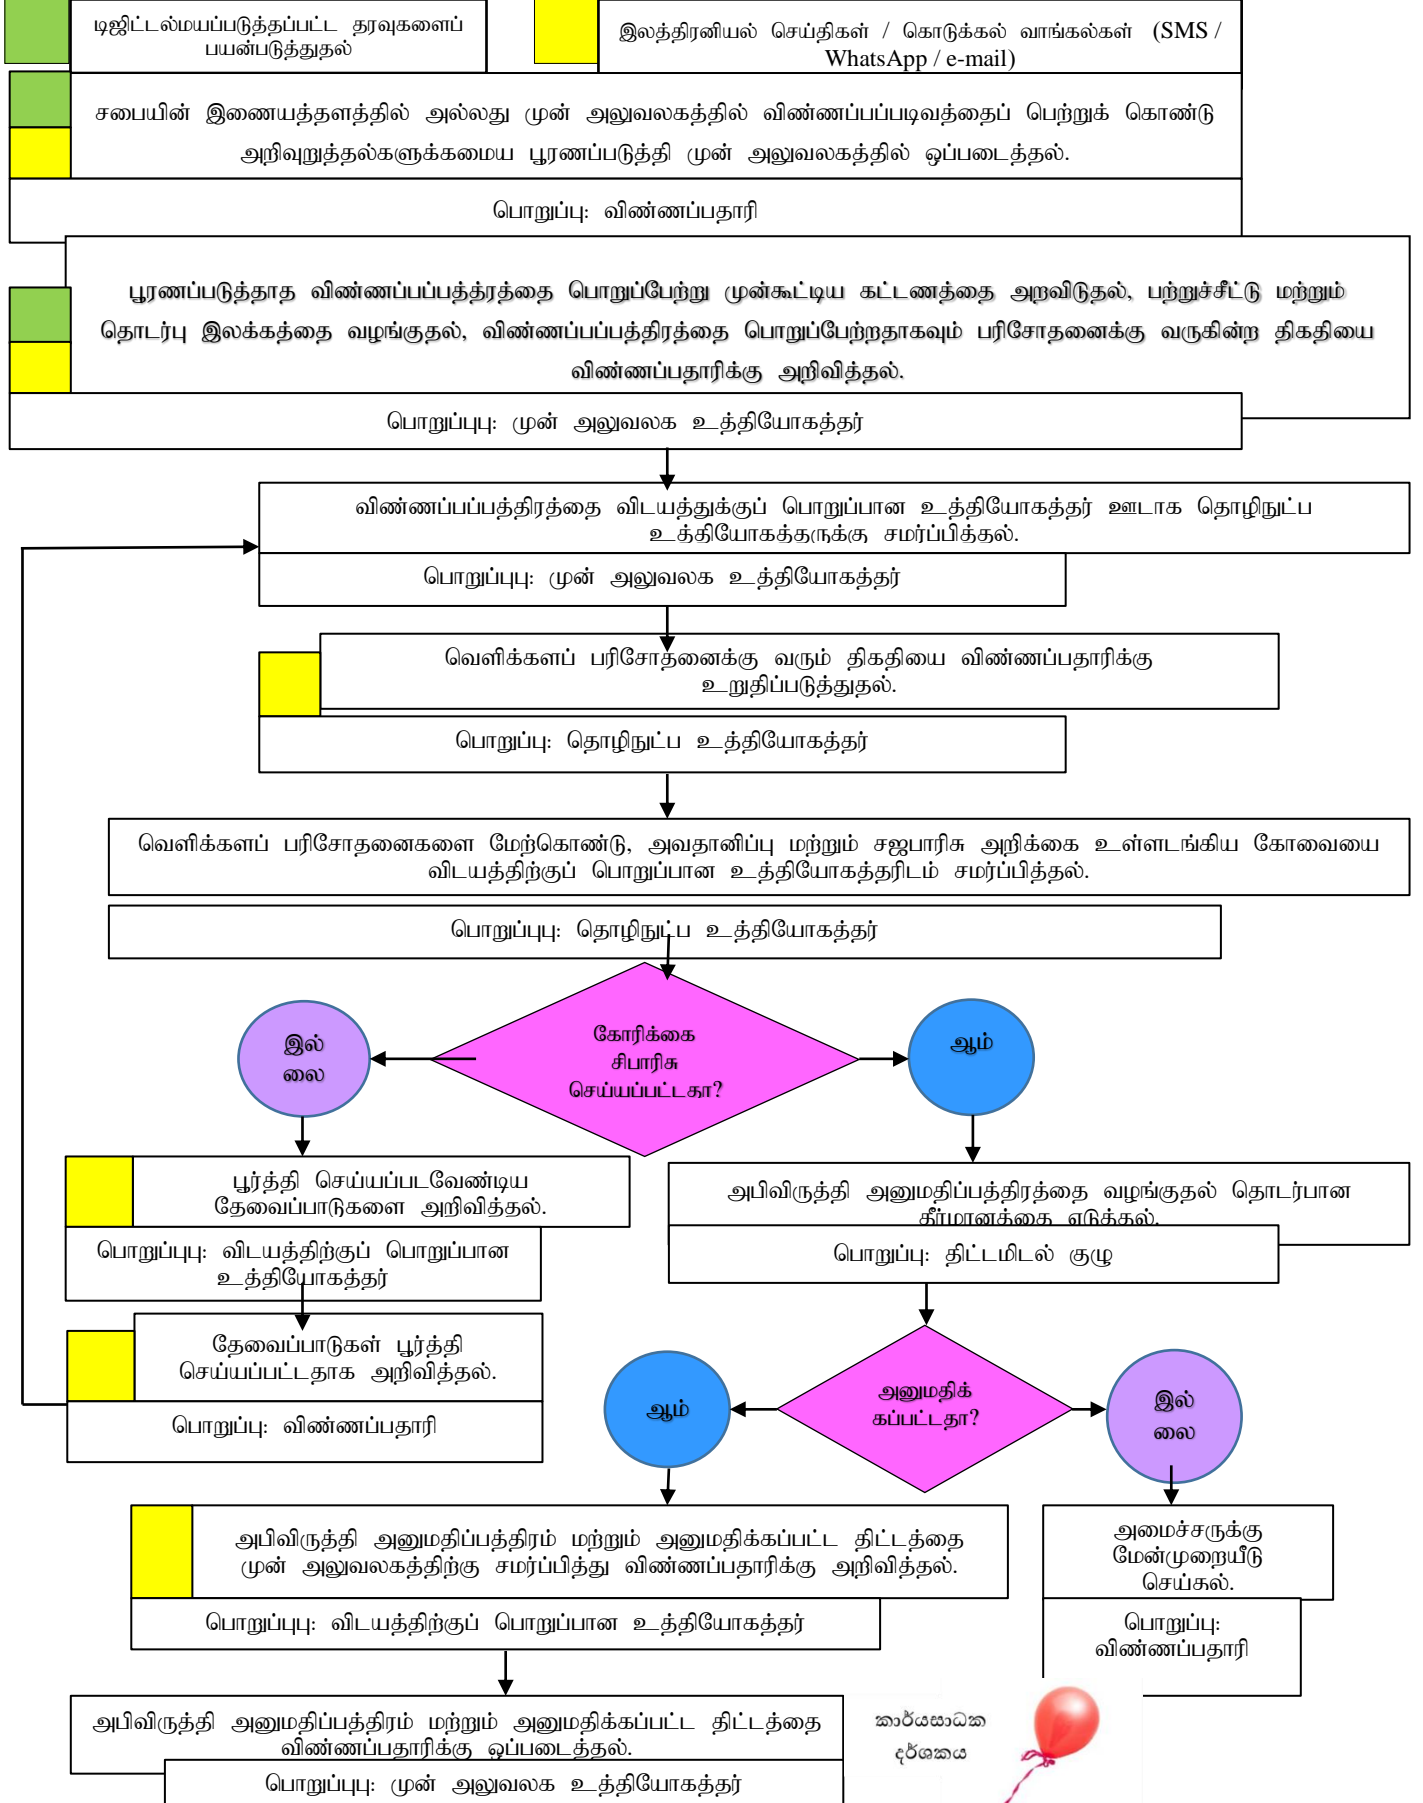 டிஜிட்டல்மயப்படுத்தப்பட்ட தரவுகளைப்
பயன்படுத்துதல்
இலத்திரனியல் செய்திகள் / கொடுக்கல் வாங்கல்கள் (SMS /
WhatsApp / e-mail)
சபையின் இணையத்தளத்தில் அல்லது முன் அலுவலகத்தில் விண்ணப்பப்படிவத்தைப் பெற்றுக் கொண்டு
அறிவுறுத்தல்களுக்கமைய பூரணப்படுத்தி முன் அலுவலகத்தில் ஒப்படைத்தல்.
பொறுப்பு: விண்ணப்பதாரி
பூரணப்படுத்தாத விண்ணப்பப்பத்த்ரத்தை பொறுப்பேற்று முன்கூட்டிய கட்டணத்தை அறவிடுதல், பற்றுச்சீட்டு மற்றும்
தொடர்பு இலக்கத்தை வழங்குதல், விண்ணப்பப்பத்திரத்தை பொறுப்பேற்றதாகவும் பரிசோதனைக்கு வருகின்ற திகதியை
விண்ணப்பதாரிக்கு அறிவித்தல்.
பொறுப்புபு: முன் அலுவலக உத்தியோகத்தர்
விண்ணப்பப்பத்திரத்தை விடயத்துக்குப் பொறுப்பான உத்தியோகத்தர் ஊடாக தொழிநுட்ப
உத்தியோகத்தருக்கு சமர்ப்பித்தல்.
பொறுப்புபு: முன் அலுவலக உத்தியோகத்தர்
வெளிக்களப் பரிசோதனைக்கு வரும் திகதியை விண்ணப்பதாரிக்கு
உறுதிப்படுத்துதல்.
பொறுப்பு: தொழிநுட்ப உத்தியோகத்தர்
வெளிக்களப் பரிசோதனைகளை மேற்கொண்டு, அவதானிப்பு மற்றும் சஜபாரிசு அறிக்கை உள்ளடங்கிய கோவையை
விடயத்திற்குப் பொறுப்பான உத்தியோகத்தரிடம் சமர்ப்பித்தல்.
பொறுப்புபு: தொழிநுட்ப உத்தியோகத்தர்
கோரிக்கை
சிபாரிசு
செய்யப்பட்டதா?
இல்
லை
ஆம்
பூர்த்தி செய்யப்படவேண்டிய
தேவைப்பாடுகளை அறிவித்தல்.
பொறுப்புபு: விடயத்திற்குப் பொறுப்பான
உத்தியோகத்தர்
அபிவிருத்தி அனுமதிப்பத்திரத்தை வழங்குதல் தொடர்பான
தீர்மானத்தை எடுத்தல்.
பொறுப்பு: திட்டமிடல் குழு
தேவைப்பாடுகள் பூர்த்தி
செய்யப்பட்டதாக அறிவித்தல்.
பொறுப்பு: விண்ணப்பதாரி
அனுமதிக்
கப்பட்டதா?
ஆம்
இல்
லை
அபிவிருத்தி அனுமதிப்பத்திரம் மற்றும் அனுமதிக்கப்பட்ட திட்டத்தை
முன் அலுவலகத்திற்கு சமர்ப்பித்து விண்ணப்பதாரிக்கு அறிவித்தல்.
பொறுப்புபு: விடயத்திற்குப் பொறுப்பான உத்தியோகத்தர்
அமைச்சருக்கு
மேன்முறையீடு
செய்தல்.
பொறுப்பு:
விண்ணப்பதாரி
அபிவிருத்தி அனுமதிப்பத்திரம் மற்றும் அனுமதிக்கப்பட்ட திட்டத்தை
விண்ணப்பதாரிக்கு ஒப்படைத்தல்.
பொறுப்புபு: முன் அலுவலக உத்தியோகத்தர்
කාර්යසාධක
දර්ශකය